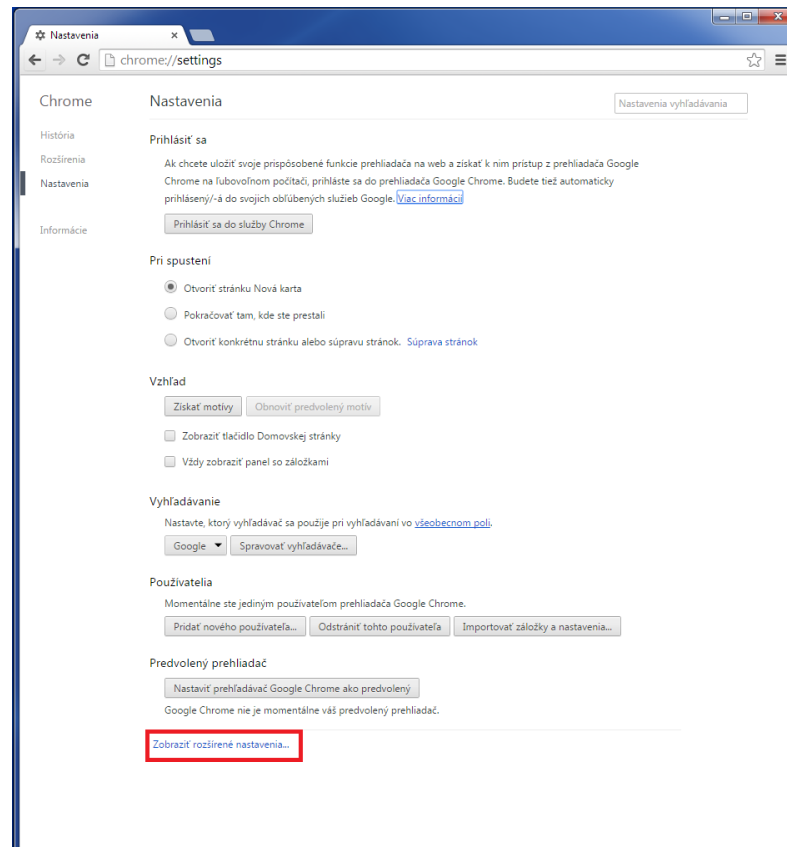 Nastavenia
chrome://settings
Chrome
Nastavenia
Nastavenia vyhľadávania
História
Rozšírenia
Nastavenia
Informácie
Prihlásiť sa
Ak chcete uložiť svoje prispôsobené funkcie prehliadača na web a získať k nim prístup z prehliadača Google
Chrome na ľubovoľnom počítači, prihláste sa do prehliadača Google Chrome. Budete tiež automaticky
prihlásený/-á do svojich obľúbených služieb Google. Viac informácií
Prihlásiť sa do služby Chrome
Pri spustení
Otvoriť stránku Nová karta
Pokračovať tam, kde ste prestali
Otvoriť konkrétnu stránku alebo súpravu stránok. Súprava stránok
Vzhľad
Získať motívy Obnoviť predvolený motív
Zobraziť tlačidlo Domovskej stránky
Vždy zobraziť panel so záložkami
Vyhľadávanie
Nastavte, ktorý vyhľadávač sa použije pri vyhľadávaní vo všeobecnom poli.
Google Spravovať vyhľadávače...
Používatelia
Momentálne ste jediným používateľom prehliadača Google Chrome.
Pridať nového používateľa... Odstrániť tohto používateľa Importovať záložky a nastavenia...
Predvolený prehliadač
Nastaviť prehľadávač Google Chrome ako predvolený
Google Chrome nie je momentálne váš predvolený prehliadač.
Zobraziť rozšírené nastavenia...